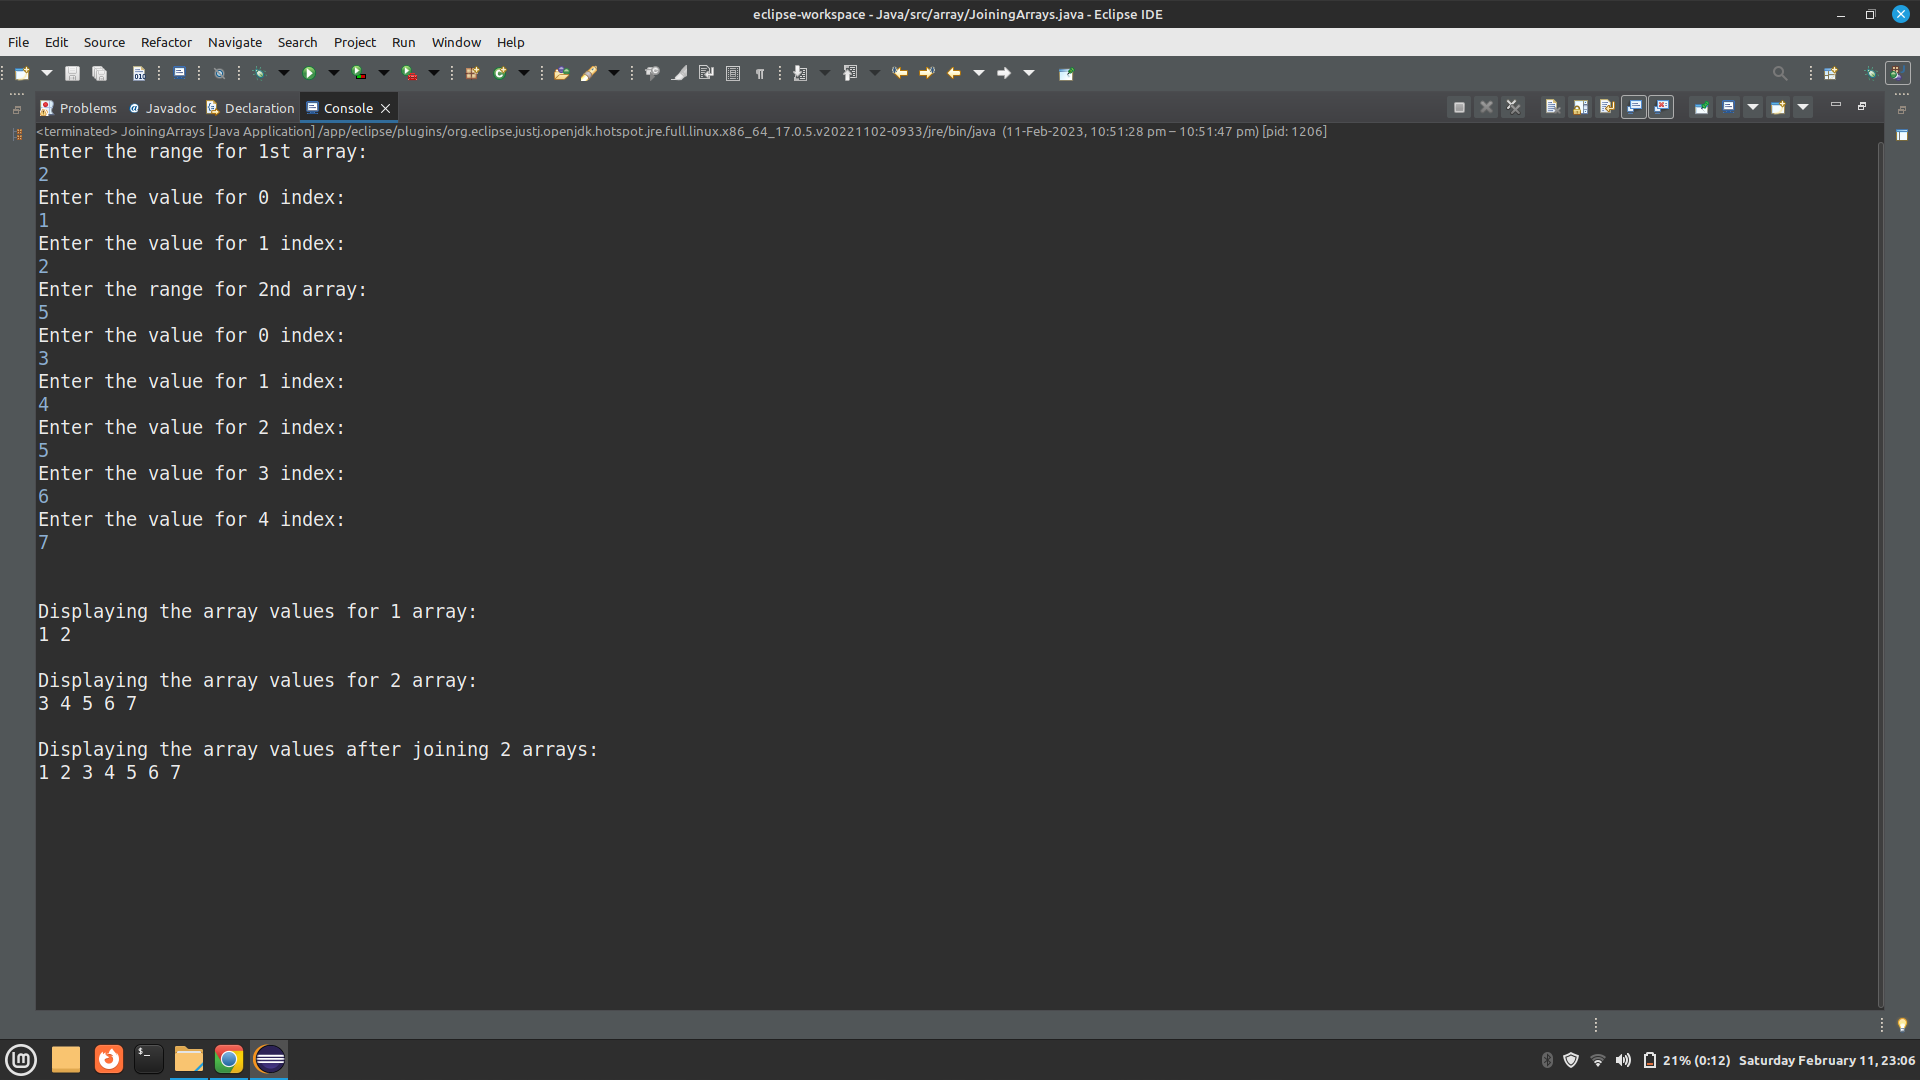 eclipse-workspace - Java/src/array/JoiningArrays.java - Eclipse IDE
File Edit Source Refactor Navigate Search Project Run Window Help
Problems Javadoc Declaration Console
<terminated> JoiningArrays [Java Application] /app/eclipse/plugins/org.eclipse.justj.openjdk.hotspot.jre.full.linux.x86_64_17.0.5.v20221102-0933/jre/bin/java (11-Feb-2023, 10:51:28 pm – 10:51:47 pm) [pid: 1206]
Enter the range for 1st array:
2
Enter the value for 0 index:
1
Enter the value for 1 index:
2
Enter the range for 2nd array:
5
Enter the value for 0 index:
3
Enter the value for 1 index:
4
Enter the value for 2 index:
5
Enter the value for 3 index:
6
Enter the value for 4 index:
7
Displaying the array values for 1 array:
1 2
Displaying the array values for 2 array:
3 4 5 6 7
Displaying the array values after joining 2 arrays:
1 2 3 4 5 6 7
21% (0:12) Saturday February 11, 23:06